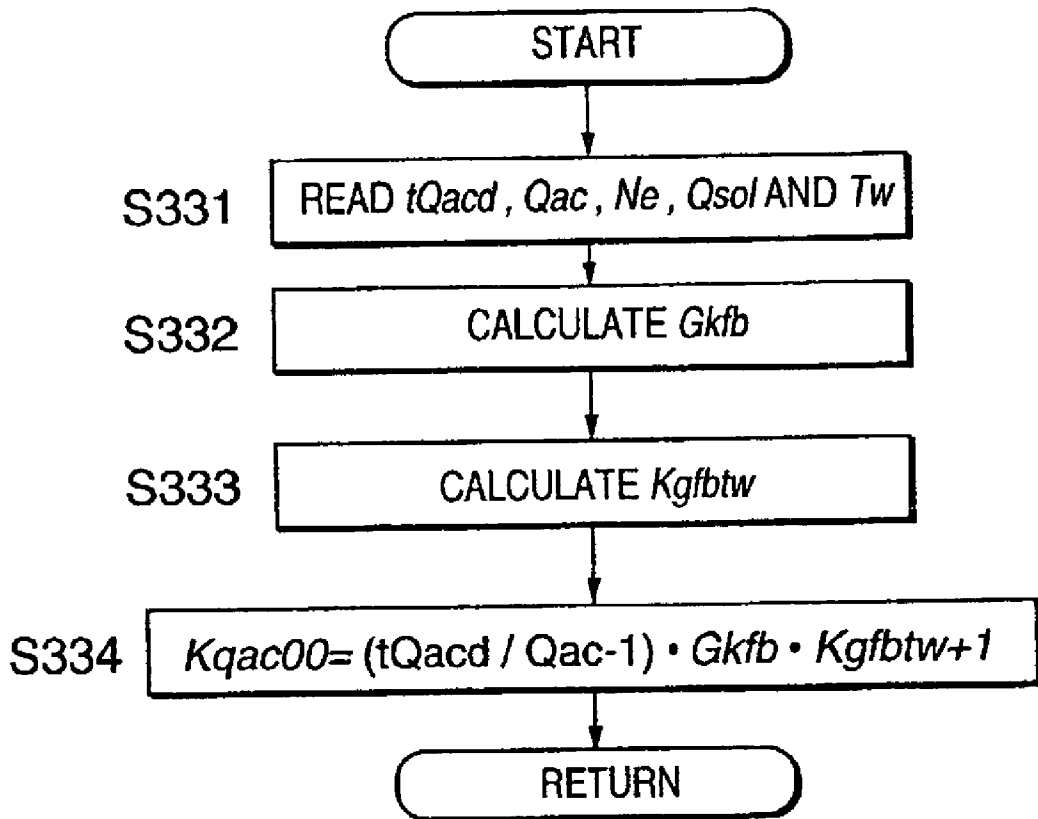 START
S331 READ tQacd , Qac , Ne , Qsol AND Tw
S332 CALCULATE Gkfb
S333 CALCULATE Kgfbtw
S334 Kqac00= (tQacd / Qac-1) • Gkfb • Kgfbtw+1
RETURN